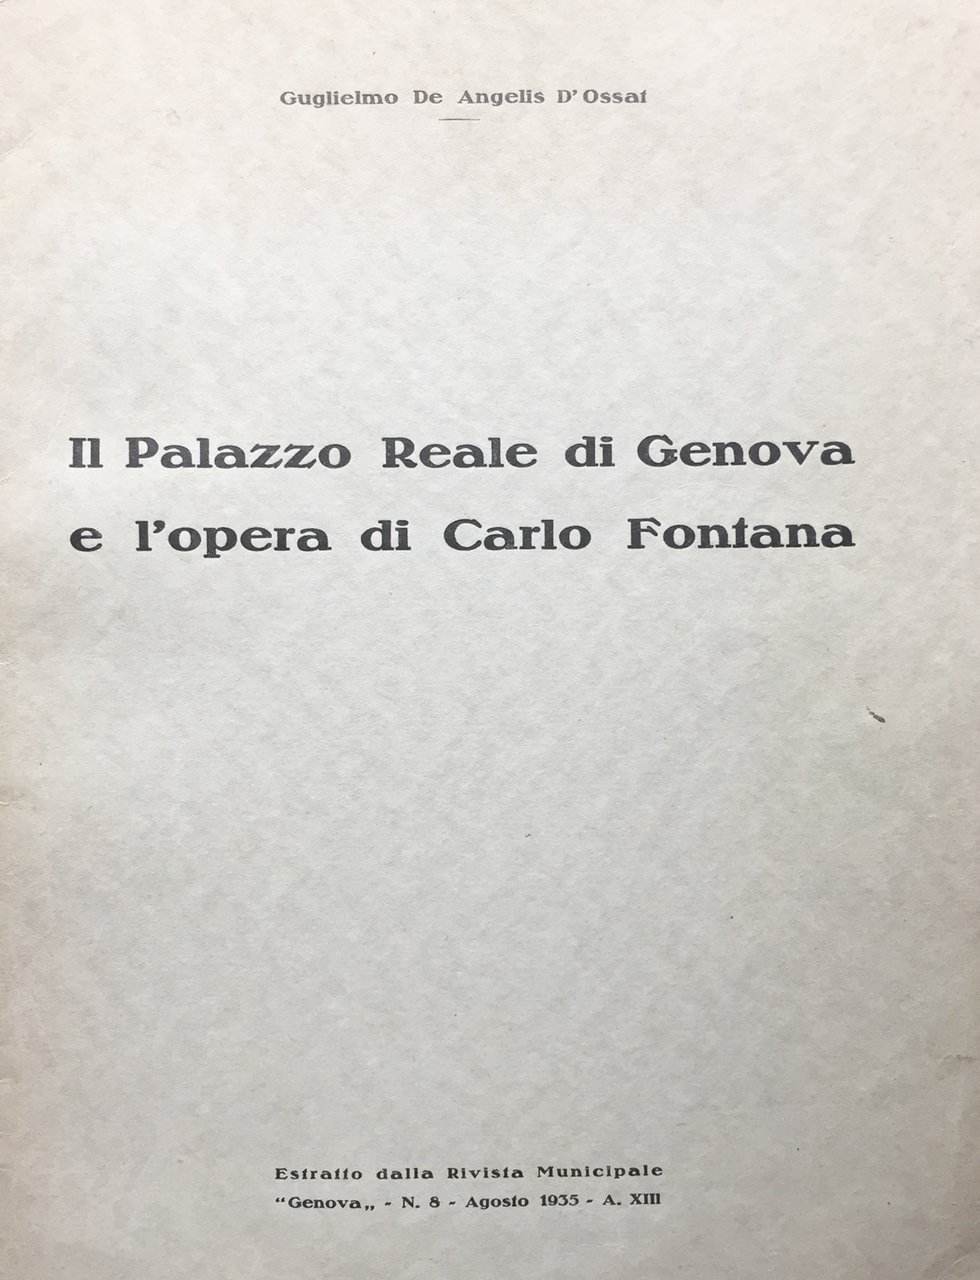 Guglielmo De Angelis D'Ossat
Il Palazzo Reale di Genova
e l'opera di Carlo Fontana
Estratto dalla Rivista Municipale
“Genova„ - N. 8 - Agosto 1935 - A. XIII